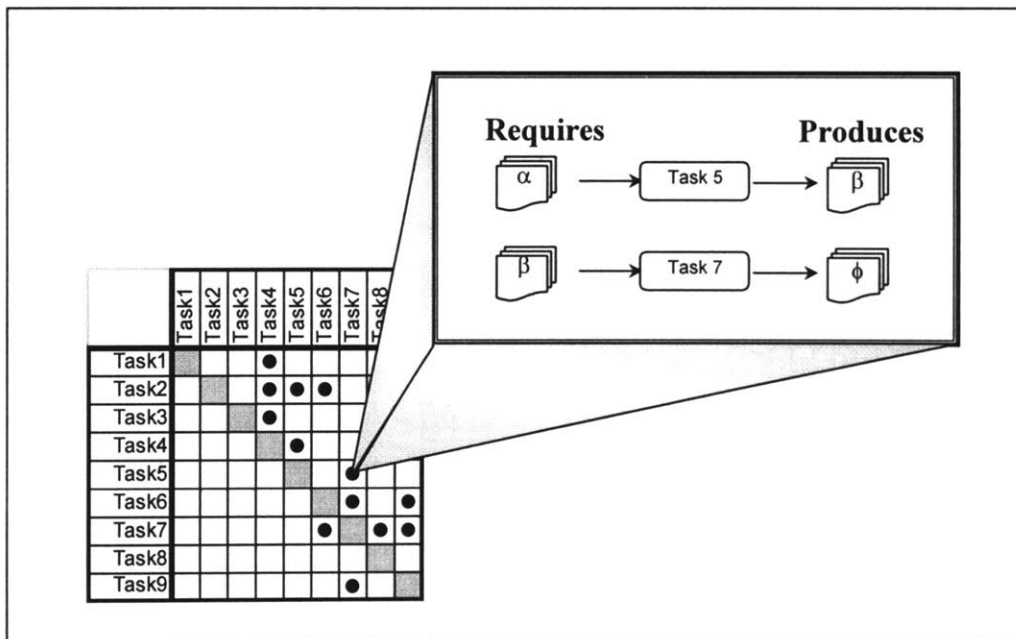 Requires Produces
α Task 5 β
β Task 7 ϕ
Task1 Task2 Task3 Task4 Task5 Task6 Task7 Task8
Task1
Task2
Task3
Task4
Task5
Task6
Task7
Task8
Task9